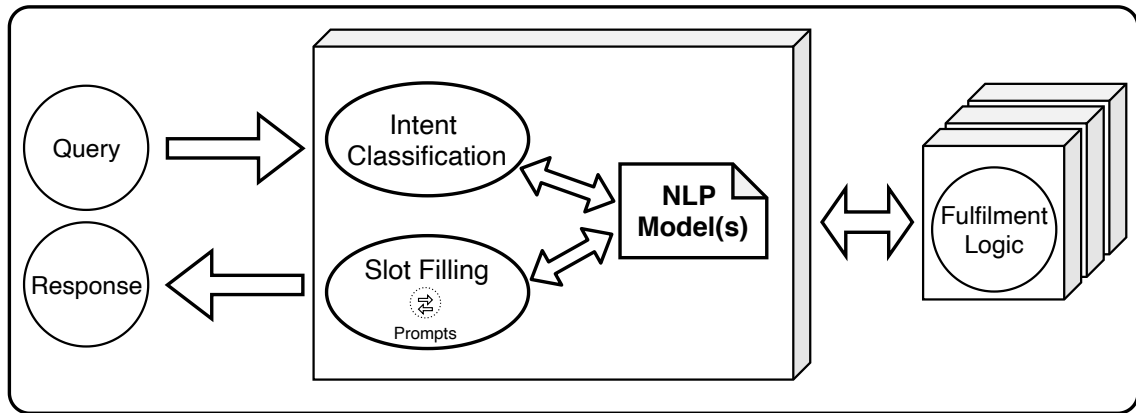 Query
Response
Intent
Classification
Slot Filling
Prompts
NLP
Model(s)
Fulfilment
Logic